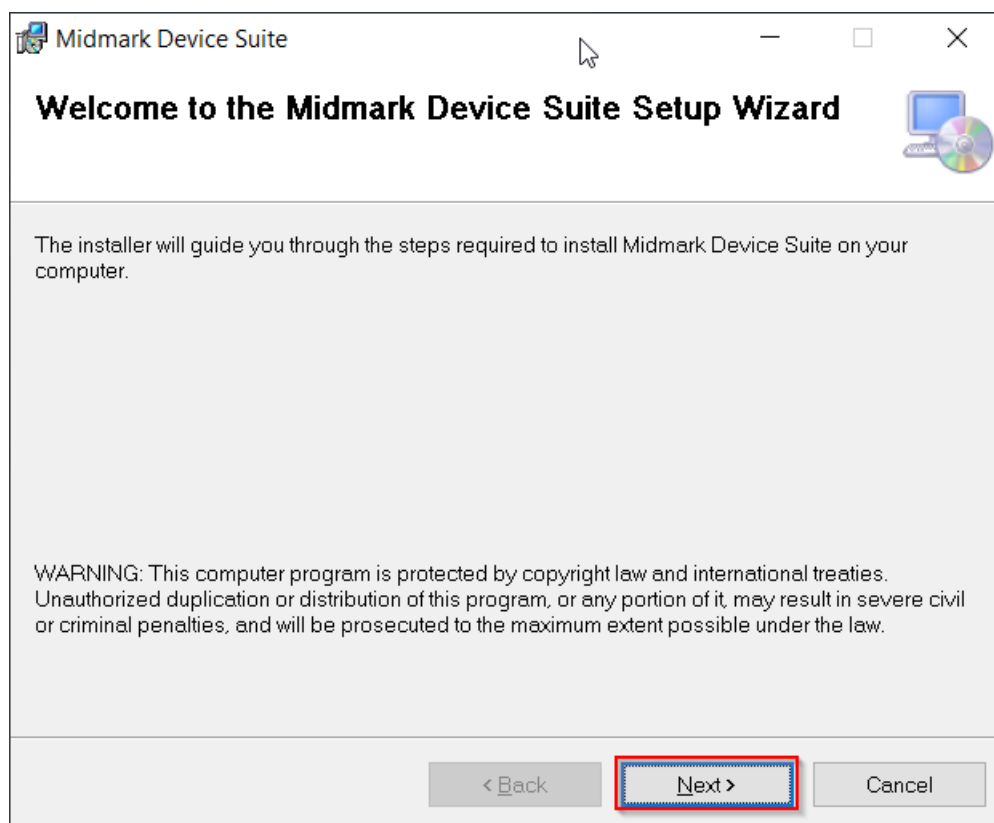 Midmark Device Suite
Welcome to the Midmark Device Suite Setup Wizard
The installer will guide you through the steps required to install Midmark Device Suite on your
computer.
WARNING: This computer program is protected by copyright law and international treaties.
Unauthorized duplication or distribution of this program, or any portion of it, may result in severe civil
or criminal penalties, and will be prosecuted to the maximum extent possible under the law.
< Back Next > Cancel